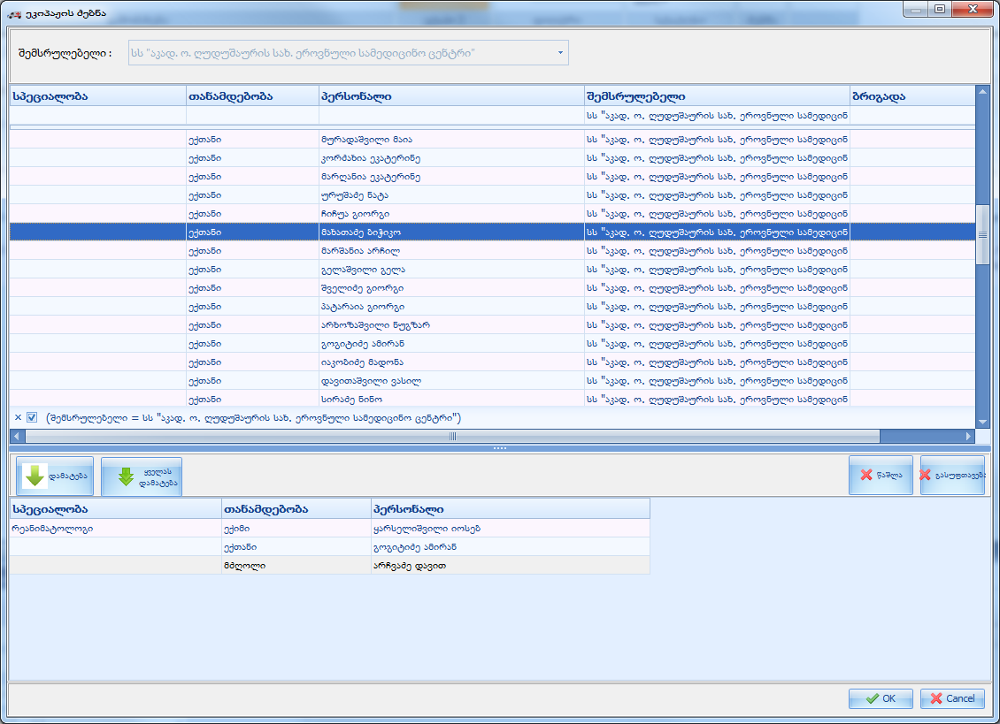 ეკიპაჟის ძებნა
შემსრულებელი :
სს "აკად. ო. ღუდუშაურის სახ. ეროვნული სამედიცინო ცენტრი"
სპეციალობა თანამდებობა პერსონალი შემსრულებელი ბრიგადა
სს "აკად. ო. ღუდუშაურის სახ. ეროვნული სამედიცინ
ექთანი მურადაშვილი მაია სს "აკად. ო. ღუდუშაურის სახ. ეროვნული სამედიცინ
ექთანი კორძახია ეკატერინე სს "აკად. ო. ღუდუშაურის სახ. ეროვნული სამედიცინ
ექთანი მარღანია ეკატერინე სს "აკად. ო. ღუდუშაურის სახ. ეროვნული სამედიცინ
ექთანი ურუშაძე ნატა სს "აკად. ო. ღუდუშაურის სახ. ეროვნული სამედიცინ
ექთანი ჩიჩუა გიორგი სს "აკად. ო. ღუდუშაურის სახ. ეროვნული სამედიცინ
ექთანი მახათაძე ბიჭიკო სს "აკად. ო. ღუდუშაურის სახ. ეროვნული სამედიცინ
ექთანი მარშანია არჩილ სს "აკად. ო. ღუდუშაურის სახ. ეროვნული სამედიცინ
ექთანი გელაშვილი გელა სს "აკად. ო. ღუდუშაურის სახ. ეროვნული სამედიცინ
ექთანი შველიძე გიორგი სს "აკად. ო. ღუდუშაურის სახ. ეროვნული სამედიცინ
ექთანი პატარაია გიორგი სს "აკად. ო. ღუდუშაურის სახ. ეროვნული სამედიცინ
ექთანი არხოზაშვილი ნუგზარ სს "აკად. ო. ღუდუშაურის სახ. ეროვნული სამედიცინ
ექთანი გოგიტიძე ამირან სს "აკად. ო. ღუდუშაურის სახ. ეროვნული სამედიცინ
ექთანი იაკობიძე მადონა სს "აკად. ო. ღუდუშაურის სახ. ეროვნული სამედიცინ
ექთანი დავითაშვილი ვასილ სს "აკად. ო. ღუდუშაურის სახ. ეროვნული სამედიცინ
ექთანი სირაძე ნინო სს "აკად. ო. ღუდუშაურის სახ. ეროვნული სამედიცინ
(შემსრულებელი = სს "აკად. ო. ღუდუშაურის სახ. ეროვნული სამედიცინო ცენტრი")
დამატება
ყველას
დამატება
წაშლა
გასუფთავებ
სპეციალობა თანამდებობა პერსონალი
რეანიმატოლოგი ექიმი ყარსელიშვილი იოსებ
ექთანი გოგიტიძე ამირან
მძღოლი არჩვაძე დავით
OK
Cancel